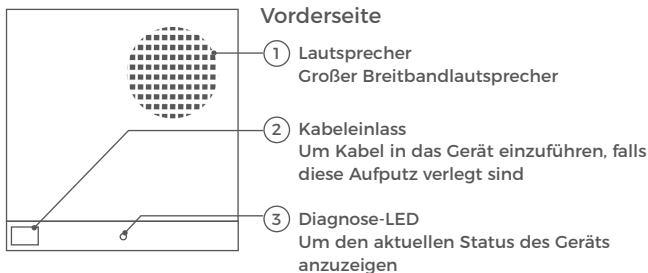 Vorderseite
1 Lautsprecher
Großer Breitbandlautsprecher
2 Kabeleinlass
Um Kabel in das Gerät einzuführen, falls
diese Aufputz verlegt sind
3 Diagnose-LED
Um den aktuellen Status des Geräts
anzuzeigen